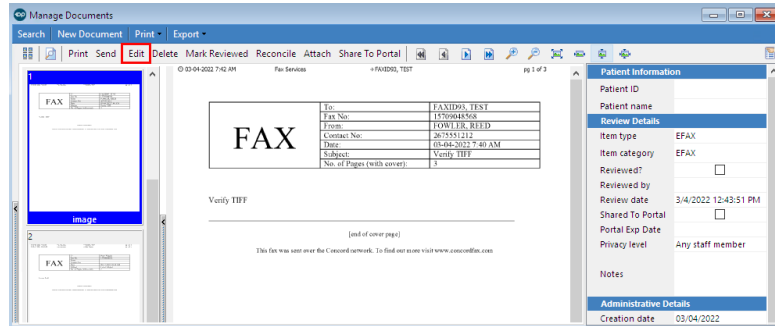 Manage Documents
Search New Document Print Export
Print Send Edit Delete Mark Reviewed Reconcile Attach Share To Portal
1
FAX
image
2
FAX
03-04-2022 7:42 AM Fax Services →FAXID93, TEST pg 1 of 3
FAX
To: FAXID93, TEST
Fax No: 15709048568
From: FOWLER, REED
Contact No: 2675551212
Date: 03-04-2022 7:40 AM
Subject: Verify TIFF
No. of Pages (with cover): 3
Verify TIFF
[end of cover page]
This fax was sent over the Concord network. To find out more visit www.concordfax.com
Patient Information
Patient ID
Patient name
Review Details
Item type EFAX
Item category EFAX
Reviewed?
Reviewed by
Review date 3/4/2022 12:43:51 PM
Shared To Portal
Portal Exp Date
Privacy level Any staff member
Notes
Administrative Details
Creation date 03/04/2022